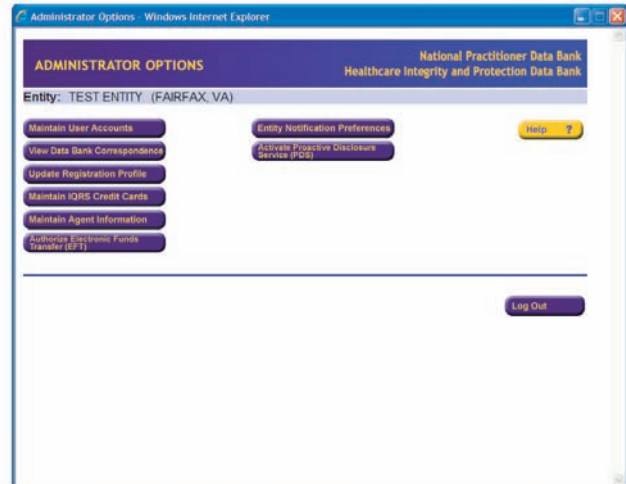 Administrator Options - Windows Internet Explorer
ADMINISTRATOR OPTIONS
National Practitioner Data Bank
Healthcare Integrity and Protection Data Bank
Entity: TEST ENTITY (FAIRFAX, VA)
Maintain User Accounts
Entity Notification Preferences
Help ?
View Data Bank Correspondence
Activate Proactive Disclosure
Service (PDS)
Update Registration Profile
Maintain IQRS Credit Cards
Maintain Agent Information
Authorize Electronic Funds
Transfer (EFT)
Log Out